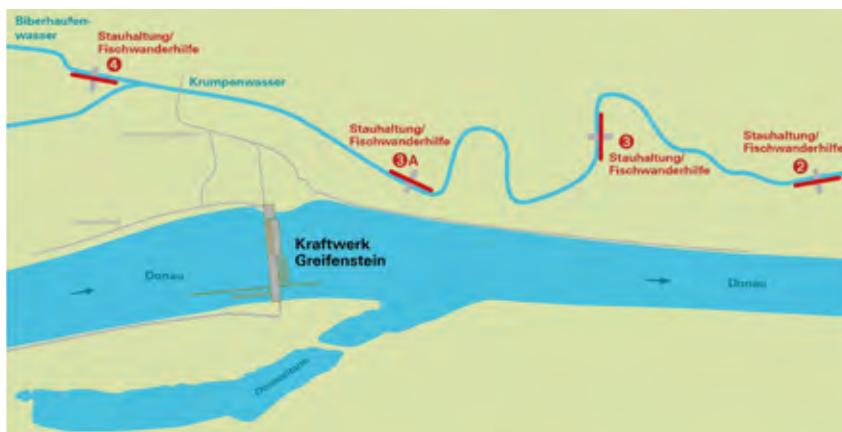 Biberhaufen-
wasser
Stauhaltung/
Fischwanderhilfe
4
Krumpenwasser
Stauhaltung/
Fischwanderhilfe
3A
3
Stauhaltung/
Fischwanderhilfe
Stauhaltung/
Fischwanderhilfe
2
Kraftwerk
Greifenstein
Donau
Donau